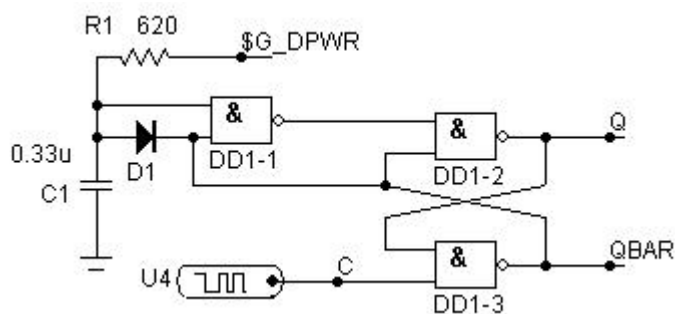 R1 620
$G_DPWR
&
&
Q
0.33u
D1
DD1-1
DD1-2
C1
&
QBAR
U4
C
DD1-3